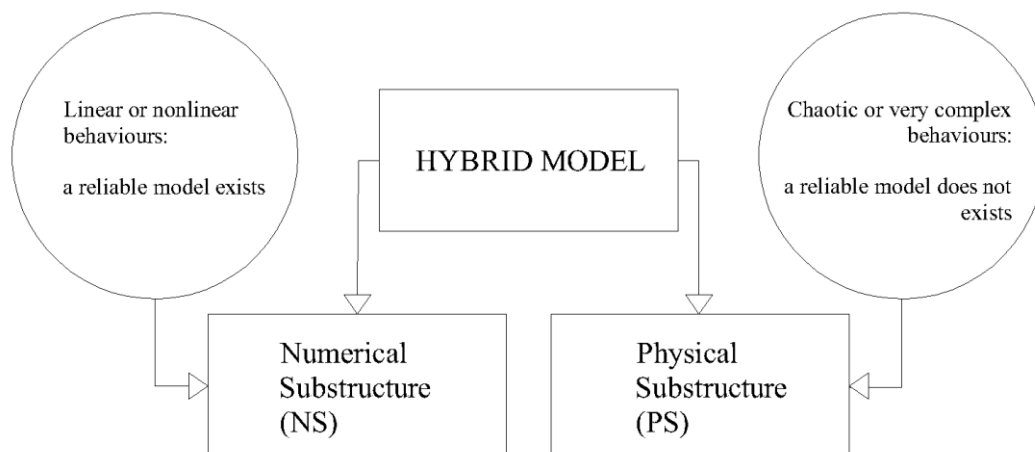 Linear or nonlinear
behaviours:
a reliable model exists
HYBRID MODEL
Chaotic or very complex
behaviours:
a reliable model does not
exists
Numerical
Substructure
(NS)
Physical
Substructure
(PS)